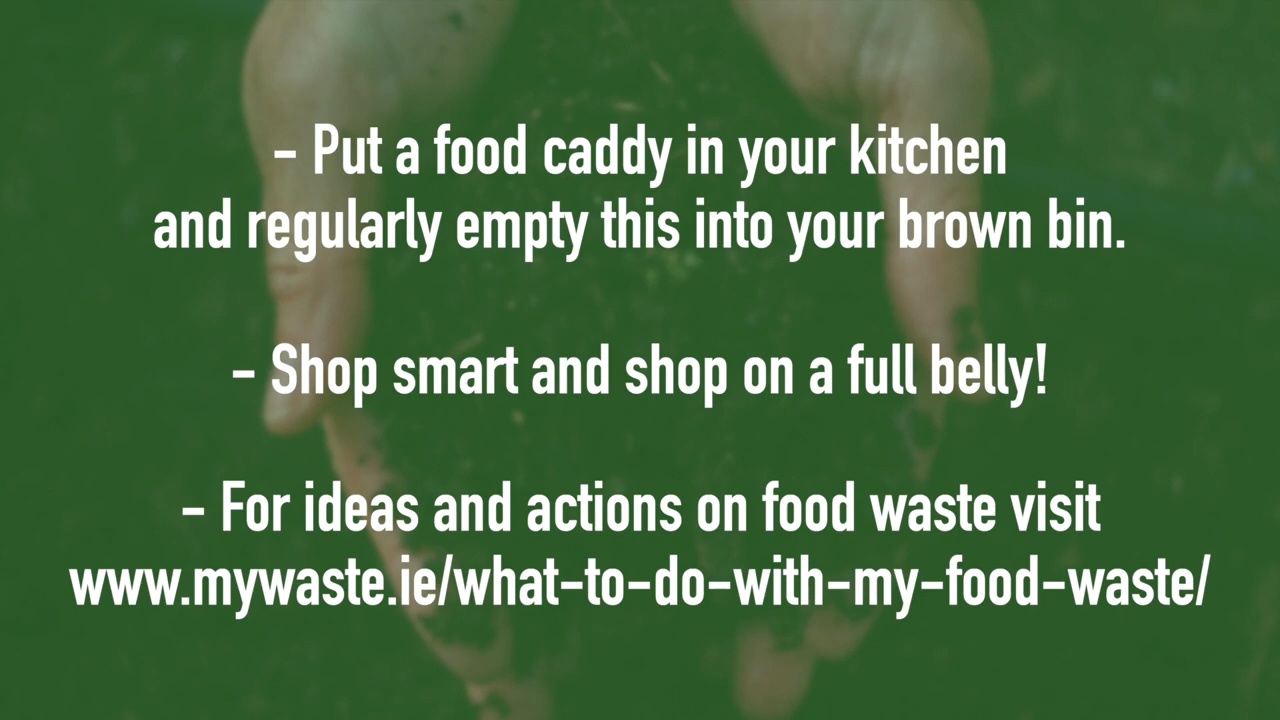 - Put a food caddy in your kitchen
and regularly empty this into your brown bin.
- Shop smart and shop on a full belly!
- For ideas and actions on food waste visit
www.mywaste.ie/what-to-do-with-my-food-waste/